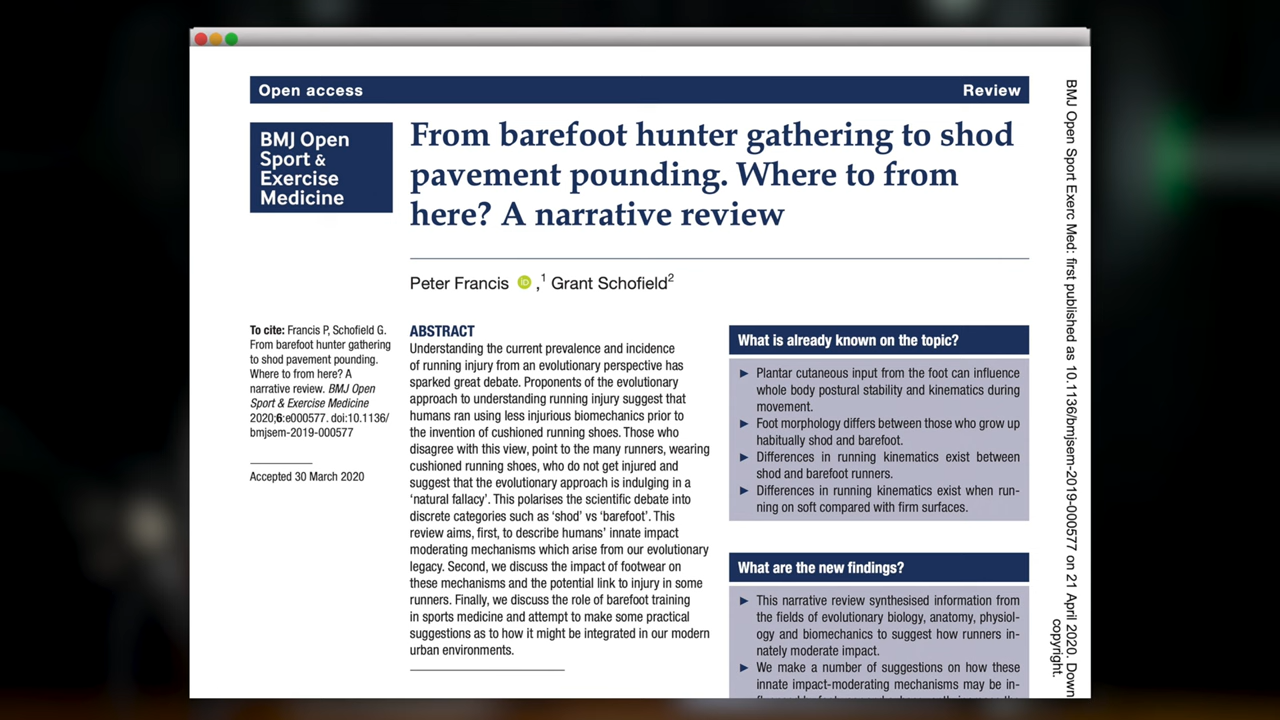 Open access
Review
BMJ Open
Sport &
Exercise
Medicine
From barefoot hunter gathering to shod
pavement pounding. Where to from
here? A narrative review
Peter Francis iD ,1 Grant Schofield2
To cite: Francis P, Schofield G.
From barefoot hunter gathering
to shod pavement pounding.
Where to from here? A
narrative review. BMJ Open
Sport & Exercise Medicine
2020;6:e000577. doi:10.1136/
bmjsem-2019-000577
Accepted 30 March 2020
ABSTRACT
Understanding the current prevalence and incidence
of running injury from an evolutionary perspective has
sparked great debate. Proponents of the evolutionary
approach to understanding running injury suggest that
humans ran using less injurious biomechanics prior to
the invention of cushioned running shoes. Those who
disagree with this view, point to the many runners, wearing
cushioned running shoes, who do not get injured and
suggest that the evolutionary approach is indulging in a
‘natural fallacy’. This polarises the scientific debate into
discrete categories such as ‘shod’ vs ‘barefoot’. This
review aims, first, to describe humans’ innate impact
moderating mechanisms which arise from our evolutionary
legacy. Second, we discuss the impact of footwear on
these mechanisms and the potential link to injury in some
runners. Finally, we discuss the role of barefoot training
in sports medicine and attempt to make some practical
suggestions as to how it might be integrated in our modern
urban environments.
What is already known on the topic?
► Plantar cutaneous input from the foot can influence
whole body postural stability and kinematics during
movement.
► Foot morphology differs between those who grow up
habitually shod and barefoot.
► Differences in running kinematics exist between
shod and barefoot runners.
► Differences in running kinematics exist when run-
ning on soft compared with firm surfaces.
What are the new findings?
► This narrative review synthesised information from
the fields of evolutionary biology, anatomy, physiol-
ogy and biomechanics to suggest how runners in-
nately moderate impact.
► We make a number of suggestions on how these
innate impact-moderating mechanisms may be in-
BMJ Open Sport Exerc Med: first published as 10.1136/bmjsem-2019-000577 on 21 April 2020. Down
copyright.